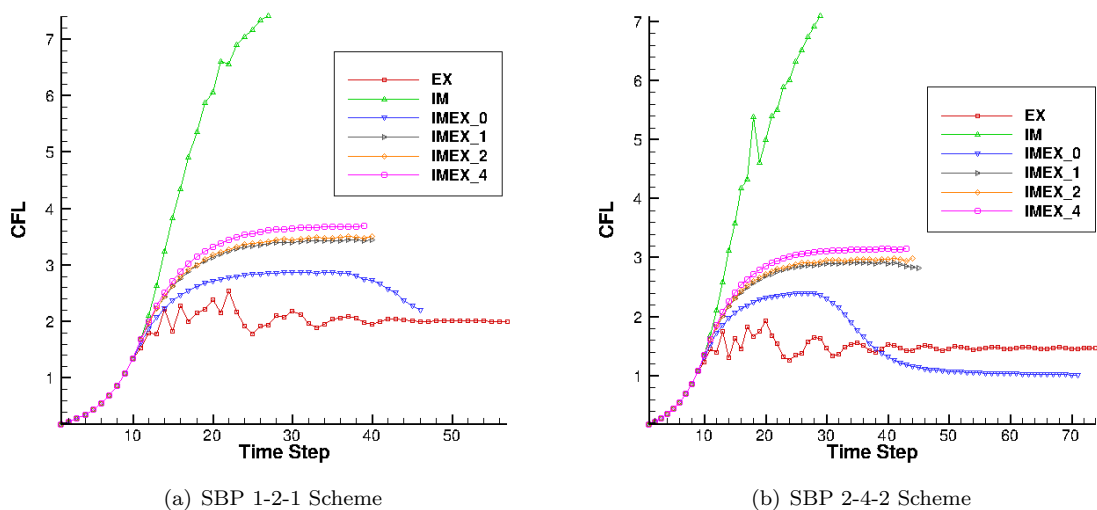 7
6
5
4
3
2
1
CFL
10
20
30
40
50
Time Step
EX
IM
IMEX_0
IMEX_1
IMEX_2
IMEX_4
(a) SBP 1-2-1 Scheme
7
6
5
4
3
2
1
CFL
10
20
30
40
50
60
70
Time Step
EX
IM
IMEX_0
IMEX_1
IMEX_2
IMEX_4
(b) SBP 2-4-2 Scheme